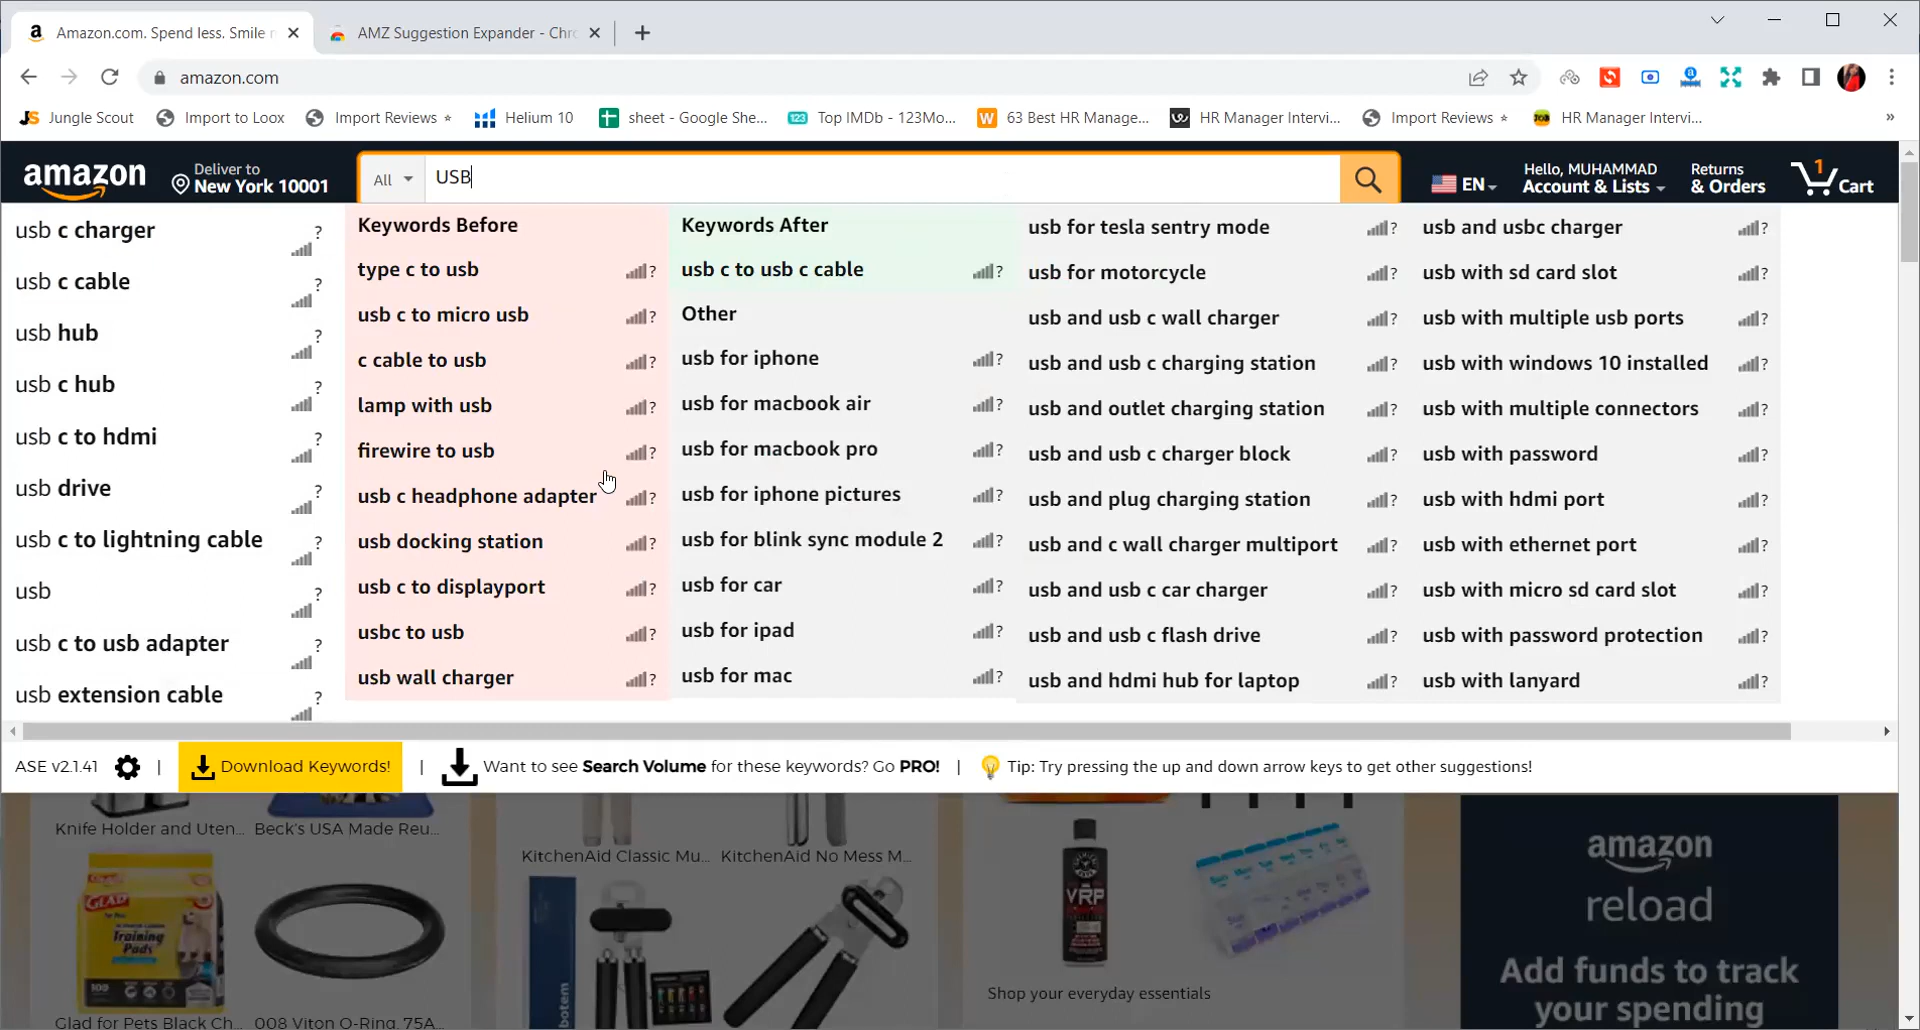 Amazon.com. Spend less. Smile
AMZ Suggestion Expander - Chr
amazon.com
Jungle Scout
Import to Loox
Import Reviews
Helium 10
sheet - Google She...
Top IMDb - 123Mo...
63 Best HR Manage...
HR Manager Intervi...
Import Reviews
HR Manager Intervi...
amazon
Deliver to
New York 10001
All
USB
EN
Hello, MUHAMMAD
Account & Lists
Returns
& Orders
1
Cart
usb c charger ?
usb c cable ?
usb hub ?
usb c hub ?
usb c to hdmi ?
usb drive ?
usb c to lightning cable ?
usb ?
usb c to usb adapter ?
usb extension cable ?
Keywords Before
type c to usb ?
usb c to micro usb ?
c cable to usb ?
lamp with usb ?
firewire to usb ?
usb c headphone adapter ?
usb docking station ?
usb c to displayport ?
usbc to usb ?
usb wall charger ?
Keywords After
usb c to usb c cable ?
Other
usb for iphone ?
usb for macbook air ?
usb for macbook pro ?
usb for iphone pictures ?
usb for blink sync module 2 ?
usb for car ?
usb for ipad ?
usb for mac ?
usb for tesla sentry mode ?
usb for motorcycle ?
usb and usb c wall charger ?
usb and usb c charging station ?
usb and outlet charging station ?
usb and usb c charger block ?
usb and plug charging station ?
usb and c wall charger multiport ?
usb and usb c car charger ?
usb and usb c flash drive ?
usb and hdmi hub for laptop ?
usb and usbc charger ?
usb with sd card slot ?
usb with multiple usb ports ?
usb with windows 10 installed ?
usb with multiple connectors ?
usb with password ?
usb with hdmi port ?
usb with ethernet port ?
usb with micro sd card slot ?
usb with password protection ?
usb with lanyard ?
ASE v2.1.41 | Download Keywords! | Want to see Search Volume for these keywords? Go PRO! | Tip: Try pressing the up and down arrow keys to get other suggestions!
Knife Holder and Uten...
Beck's USA Made Reu...
KitchenAid Classic Mu...
KitchenAid No Mess M...
GLAD
Training
Pads
VRP
botem
Shop your everyday essentials
Glad for Pets Black Ch...
008 Viton O-Ring, 75A...
amazon
reload
Add funds to track
your spending